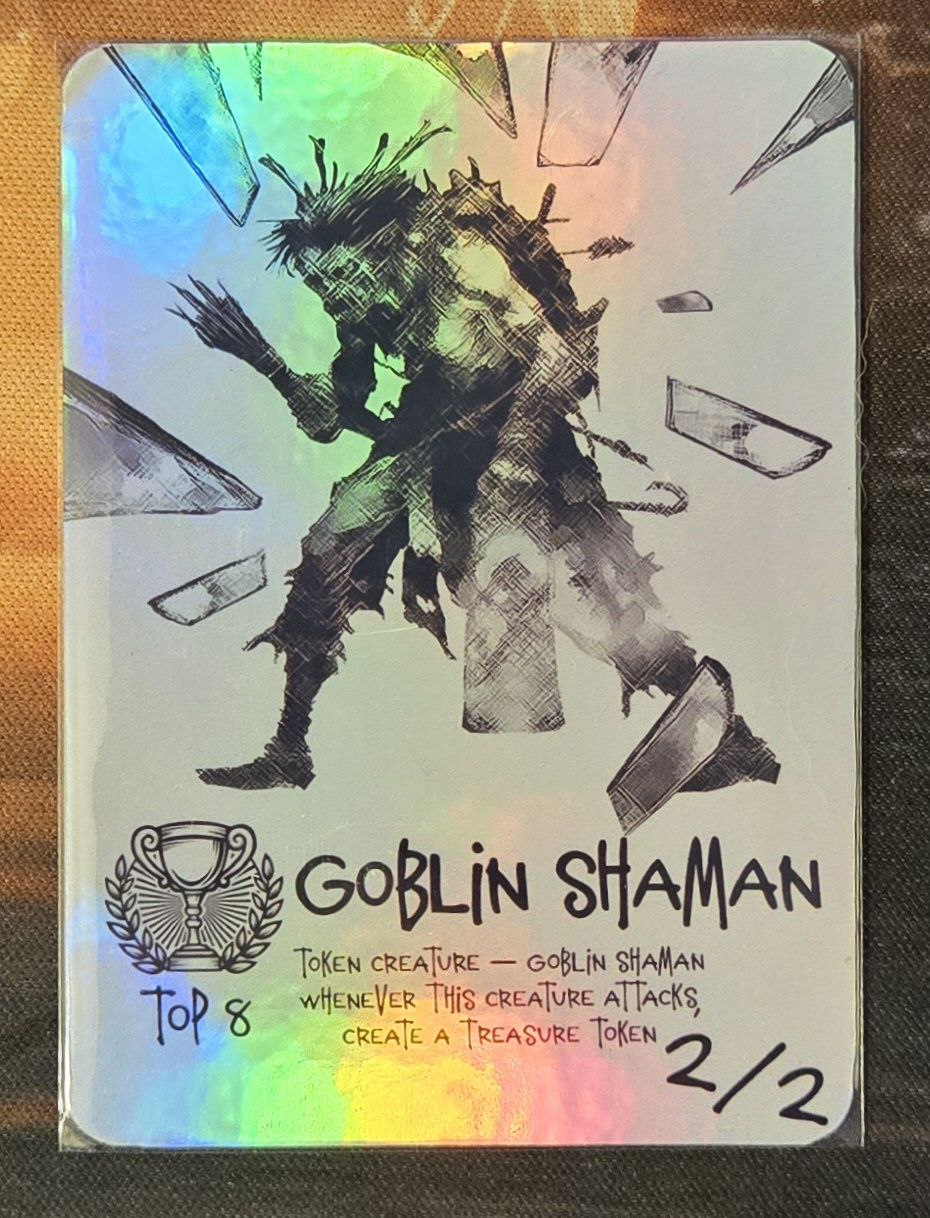 GOBLiN SHAMAN
TOKEN CREATURE — GOBLiN SHAMAN
WHENEVER THiS CREATURE ATTACKS,
CREATE A TREASURE TOKEN
TOP 8
2/2